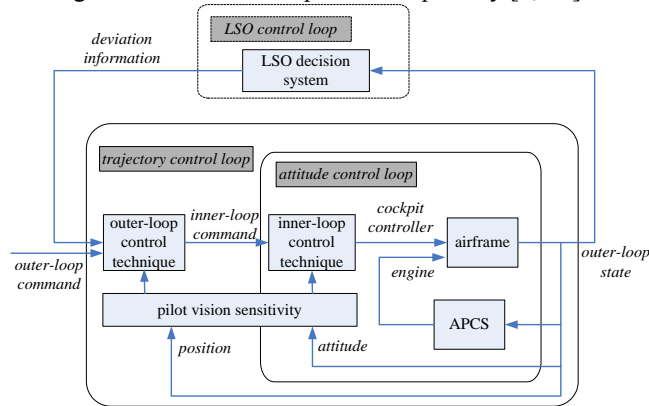 LSO control loop
deviation
information
LSO decision
system
trajectory control loop
attitude control loop
outer-loop
control
technique
inner-loop
command
inner-loop
control
technique
cockpit
controller
airframe
outer-loop
command
engine
outer-loop
state
pilot vision sensitivity
APCS
position
attitude